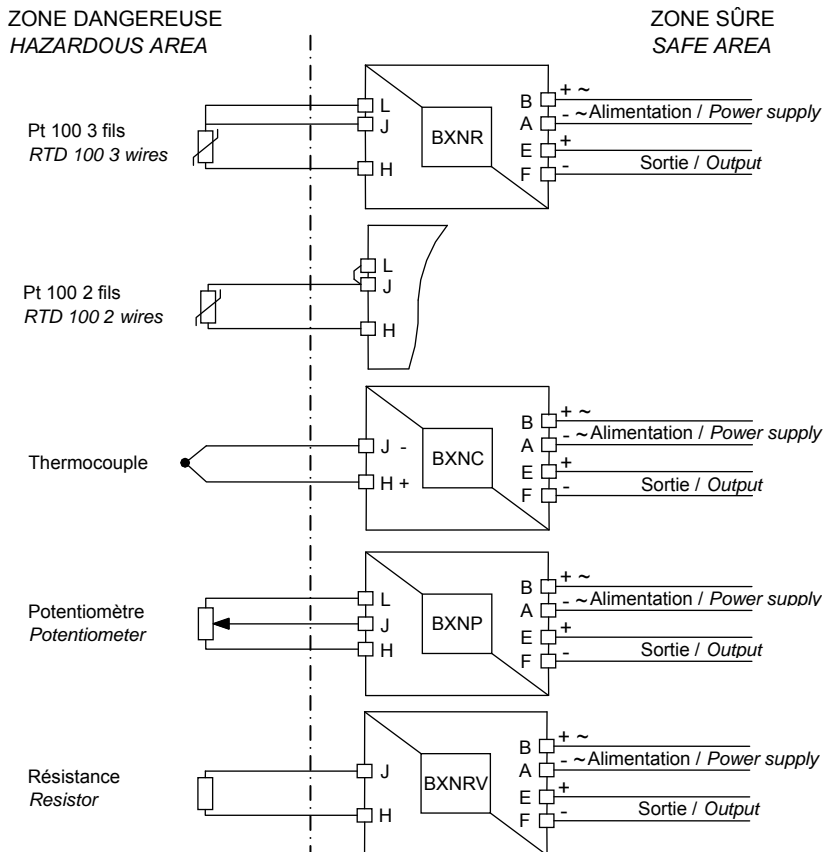 ZONE DANGEREUSE
HAZARDOUS AREA
ZONE SÛRE
SAFE AREA
Pt 100 3 fils
RTD 100 3 wires
L
J
H
BXNR
B + ~
A - ~ Alimentation / Power supply
E +
F - Sortie / Output
Pt 100 2 fils
RTD 100 2 wires
L
J
H
Thermocouple
J -
H +
BXNC
B + ~
A - ~ Alimentation / Power supply
E +
F - Sortie / Output
Potentiomètre
Potentiometer
L
J
H
BXNP
B + ~
A - ~ Alimentation / Power supply
E +
F - Sortie / Output
Résistance
Resistor
J
H
BXNRV
B + ~
A - ~ Alimentation / Power supply
E +
F - Sortie / Output